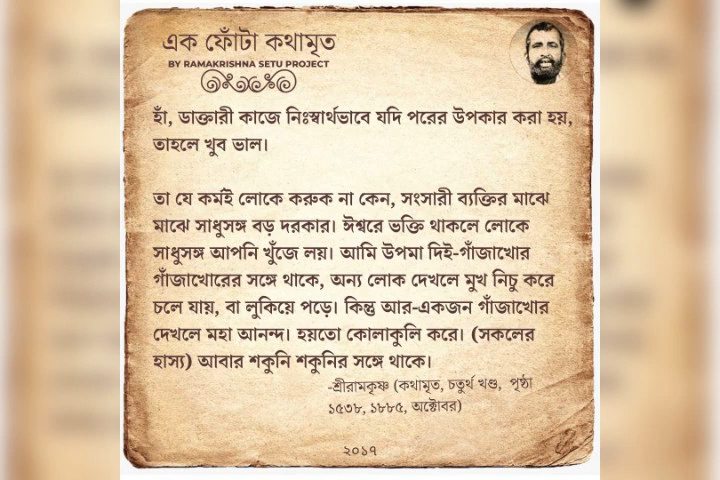 এক ফোঁটা কথামৃত
BY RAMAKRISHNA SETU PROJECT
হাঁ, ডাক্তারী কাজে নিঃস্বার্থভাবে যদি পরের উপকার করা হয়,
তাহলে খুব ভাল।
তা যে কর্মই লোকে করুক না কেন, সংসারী ব্যক্তির মাঝে
মাঝে সাধুসঙ্গ বড় দরকার। ঈশ্বরে ভক্তি থাকলে লোকে
সাধুসঙ্গ আপনি খুঁজে লয়। আমি উপমা দিই-গাঁজাখোর
গাঁজাখোরের সঙ্গে থাকে, অন্য লোক দেখলে মুখ নিচু করে
চলে যায়, বা লুকিয়ে পড়ে। কিন্তু আর-একজন গাঁজাখোর
দেখলে মহা আনন্দ। হয়তো কোলাকুলি করে। (সকলের
হাস্য) আবার শকুনি শকুনির সঙ্গে থাকে।
-শ্রীরামকৃষ্ণ (কথামৃত, চতুর্থ খণ্ড, পৃষ্ঠা
১৫৩৮, ১৮৮৫, অক্টোবর)
২০১৭